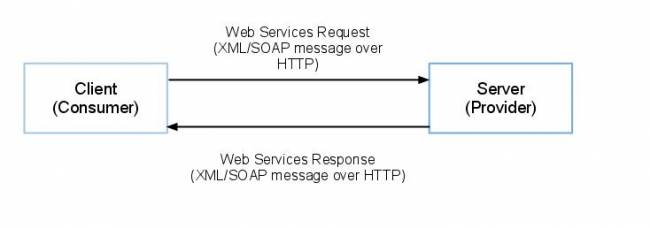 Web Services Request
(XML/SOAP message over
HTTP)
Client
(Consumer)
Server
(Provider)
Web Services Response
(XML/SOAP message over HTTP)